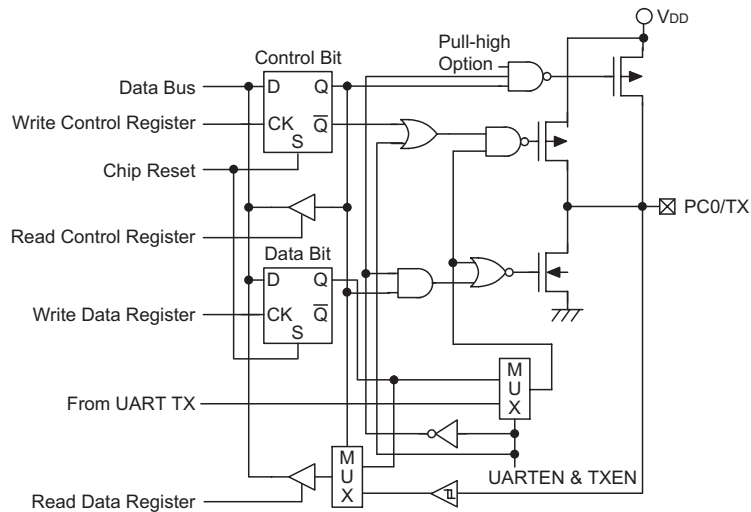 VDD
Pull-high
Option
Control Bit
Data Bus
D
Q
Write Control Register
CK
Q
S
Chip Reset
PC0/TX
Read Control Register
Data Bit
D
Q
Write Data Register
CK
Q
S
M
U
X
From UART TX
M
U
X
UARTEN & TXEN
Read Data Register